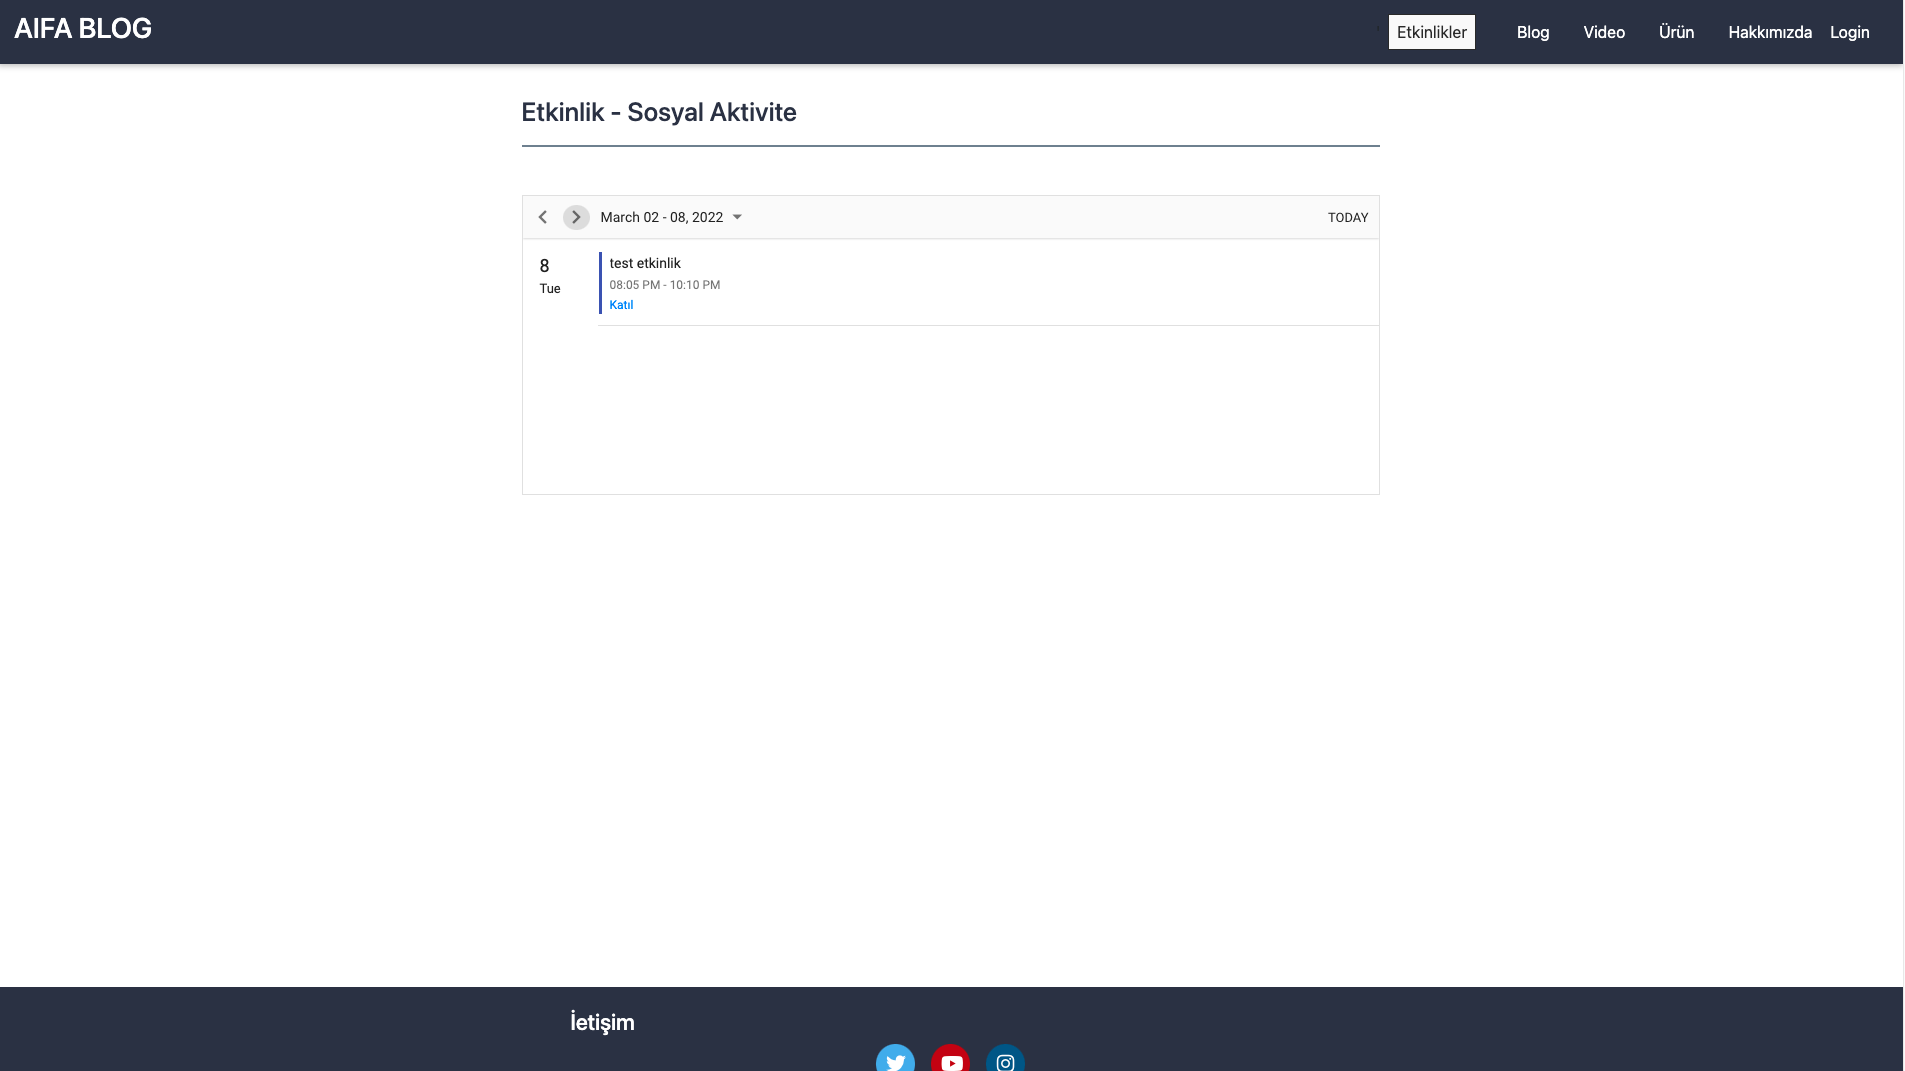 AIFA BLOG
Etkinlikler Blog Video Ürün Hakkımızda Login
Etkinlik - Sosyal Aktivite
March 02 - 08, 2022 TODAY
8 test etkinlik
Tue 08:05 PM - 10:10 PM
Katıl
İletişim